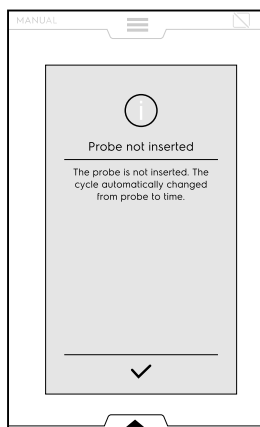 MANUAL
Probe not inserted
The probe is not inserted. The
cycle automatically changed
from probe to time.